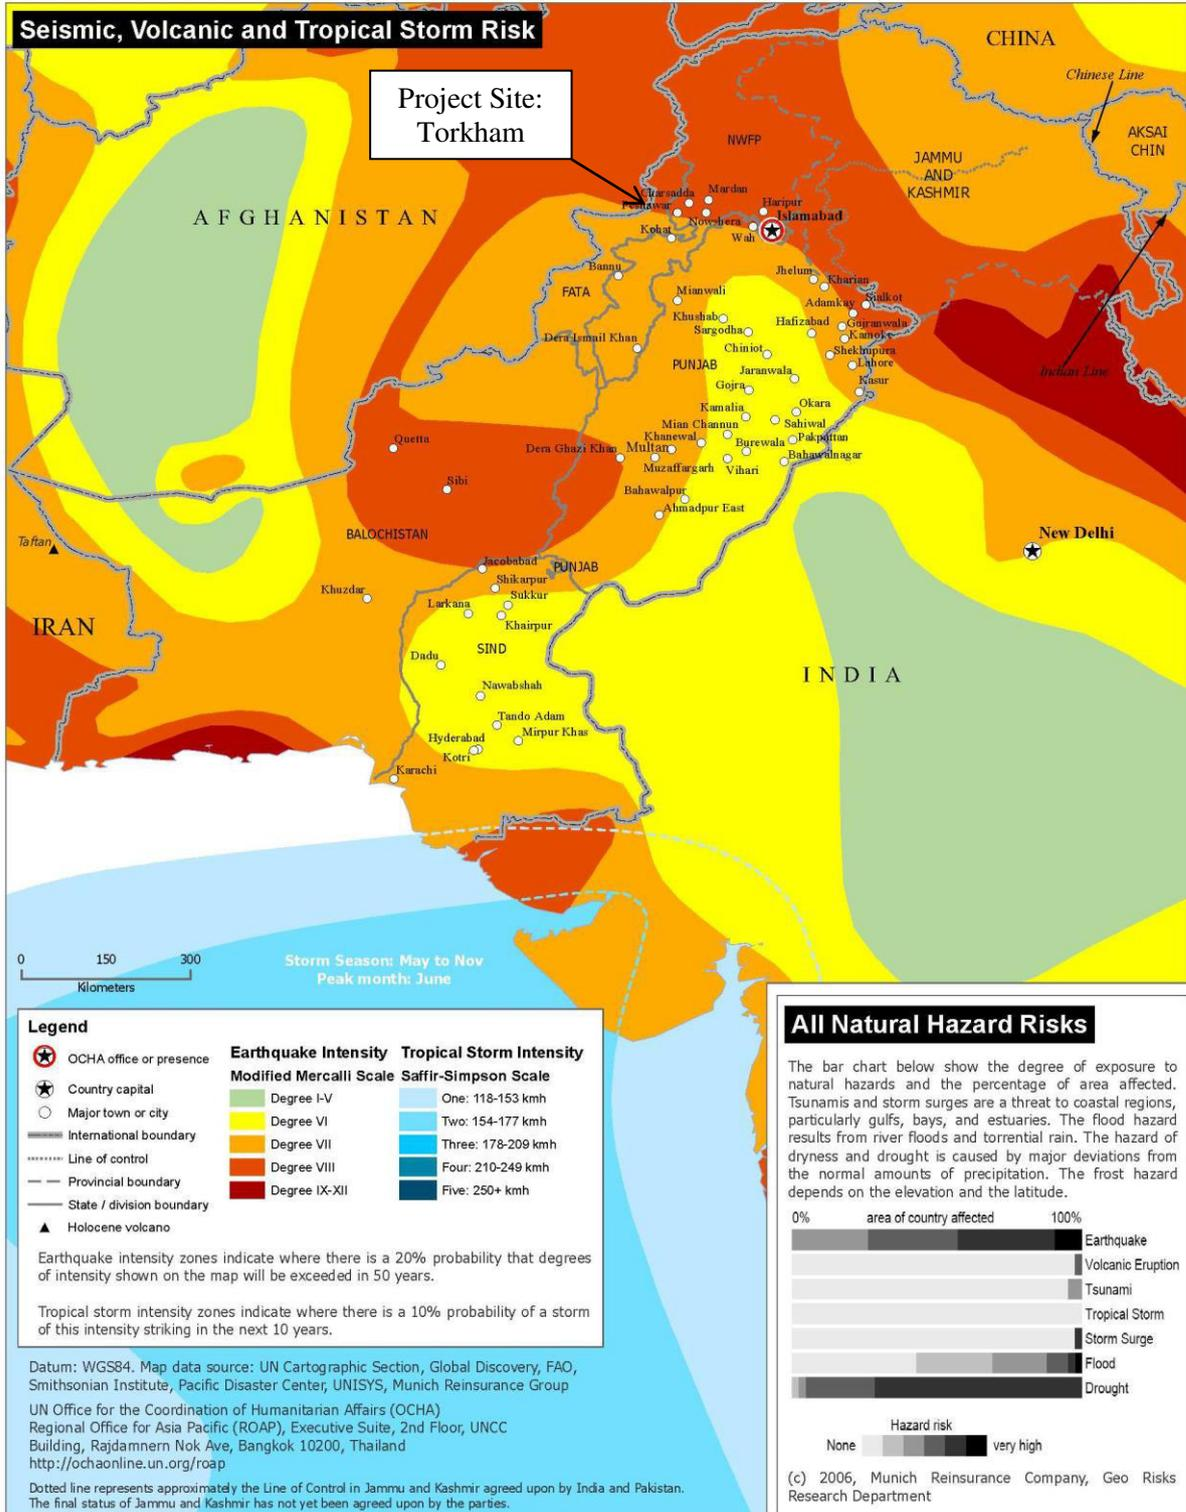 Seismic, Volcanic and Tropical Storm Risk
Project Site:
Torkham
CHINA
Chinese Line
AKSAI
CHIN
NWFP
JAMMU
AND
KASHMIR
AFGHANISTAN
Charsadda
Mardan
Peshawar
Haripur
Nowshera
Islamabad
Kohat
Wah
Bannu
Jhelum
Kharian
FATA
Mianwali
Adamkay
Sialkot
Khushab
Hafizabad
Gojranwala
Sargodha
Kamoke
Dera Ismail Khan
Chiniot
Shekhupura
PUNJAB
Lahore
Jaranwala
Indian Line
Gojra
Kasur
Kamalia
Okara
Mian Channun
Sahiwal
Quetta
Khanewal
Pakpattan
Dera Ghazi Khan
Multan
Burewala
Muzaffargarh
Vihari
Bahawalnagar
Sibi
Bahawalpur
Ahmadpur East
BALOCHISTAN
New Delhi
Taftan
Jacobabad
PUNJAB
Shikarpur
Khuzdar
Larkana
Sukkur
Khairpur
IRAN
SIND
Dadu
INDIA
Nawabshah
Tando Adam
Hyderabad
Mirpur Khas
Kotri
Karachi
0 150 300
Kilometers
Storm Season: May to Nov
Peak month: June
Legend
OCHA office or presence
Country capital
Major town or city
International boundary
Line of control
Provincial boundary
State / division boundary
Holocene volcano
Earthquake Intensity
Modified Mercalli Scale
Degree I-V
Degree VI
Degree VII
Degree VIII
Degree IX-XII
Tropical Storm Intensity
Saffir-Simpson Scale
One: 118-153 kmh
Two: 154-177 kmh
Three: 178-209 kmh
Four: 210-249 kmh
Five: 250+ kmh
Earthquake intensity zones indicate where there is a 20% probability that degrees
of intensity shown on the map will be exceeded in 50 years.
Tropical storm intensity zones indicate where there is a 10% probability of a storm
of this intensity striking in the next 10 years.
Datum: WGS84. Map data source: UN Cartographic Section, Global Discovery, FAO,
Smithsonian Institute, Pacific Disaster Center, UNISYS, Munich Reinsurance Group
UN Office for the Coordination of Humanitarian Affairs (OCHA)
Regional Office for Asia Pacific (ROAP), Executive Suite, 2nd Floor, UNCC
Building, Rajdamnern Nok Ave, Bangkok 10200, Thailand
http://ochaonline.un.org/roap
Dotted line represents approximately the Line of Control in Jammu and Kashmir agreed upon by India and Pakistan.
The final status of Jammu and Kashmir has not yet been agreed upon by the parties.
All Natural Hazard Risks
The bar chart below show the degree of exposure to
natural hazards and the percentage of area affected.
Tsunamis and storm surges are a threat to coastal regions,
particularly gulfs, bays, and estuaries. The flood hazard
results from river floods and torrential rain. The hazard of
dryness and drought is caused by major deviations from
the normal amounts of precipitation. The frost hazard
depends on the elevation and the latitude.
0% area of country affected 100%
Earthquake
Volcanic Eruption
Tsunami
Tropical Storm
Storm Surge
Flood
Drought
Hazard risk
None very high
(c) 2006, Munich Reinsurance Company, Geo Risks
Research Department